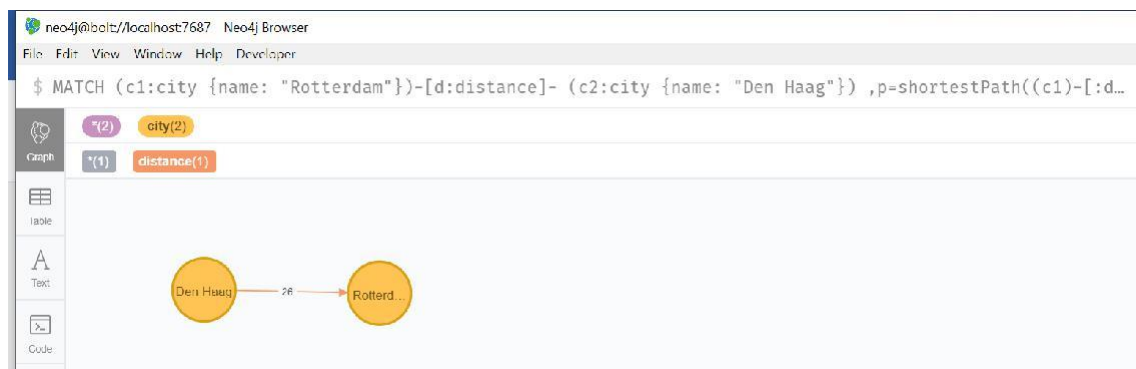 neo4j@bolt://localhost:7687 Neo4j Browser
File Edit View Window Help Developer
$ MATCH (c1:city {name: "Rotterdam"})-[d:distance]- (c2:city {name: "Den Haag"}) ,p=shortestPath((c1)-[:d…
*(2) city(2)
Graph
*(1) distance(1)
Table
A
Text
Den Haag 26 Rotterd...
Code